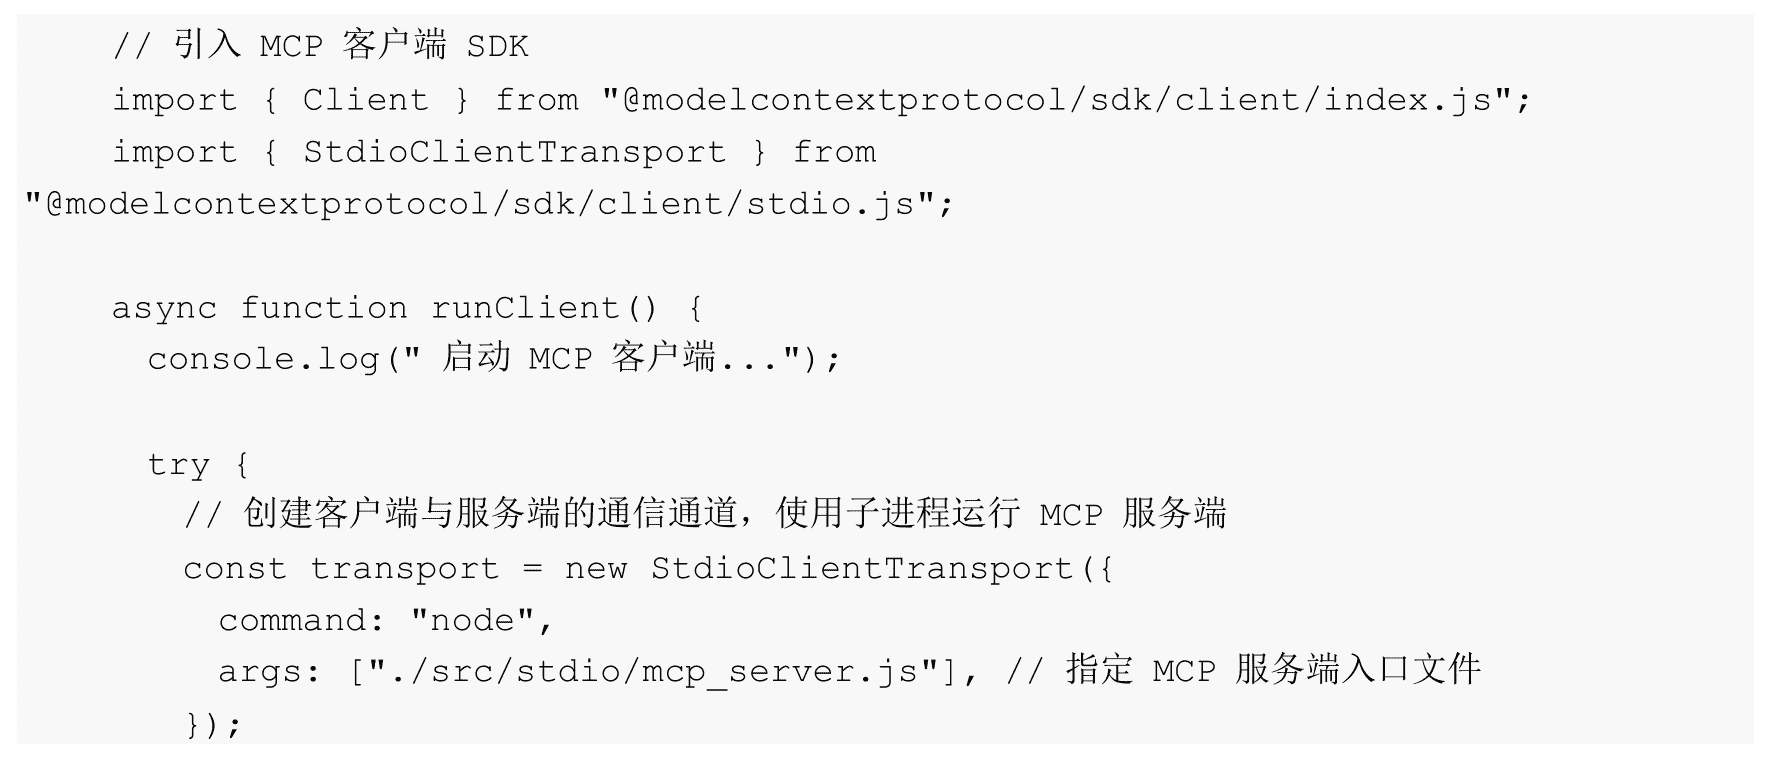 // 引入 MCP 客户端 SDK
import { Client } from "@modelcontextprotocol/sdk/client/index.js";
import { StdioClientTransport } from
"@modelcontextprotocol/sdk/client/stdio.js";
async function runClient() {
console.log(" 启动 MCP 客户端...");
try {
// 创建客户端与服务端的通信通道，使用子进程运行 MCP 服务端
const transport = new StdioClientTransport({
command: "node",
args: ["./src/stdio/mcp_server.js"], // 指定 MCP 服务端入口文件
});